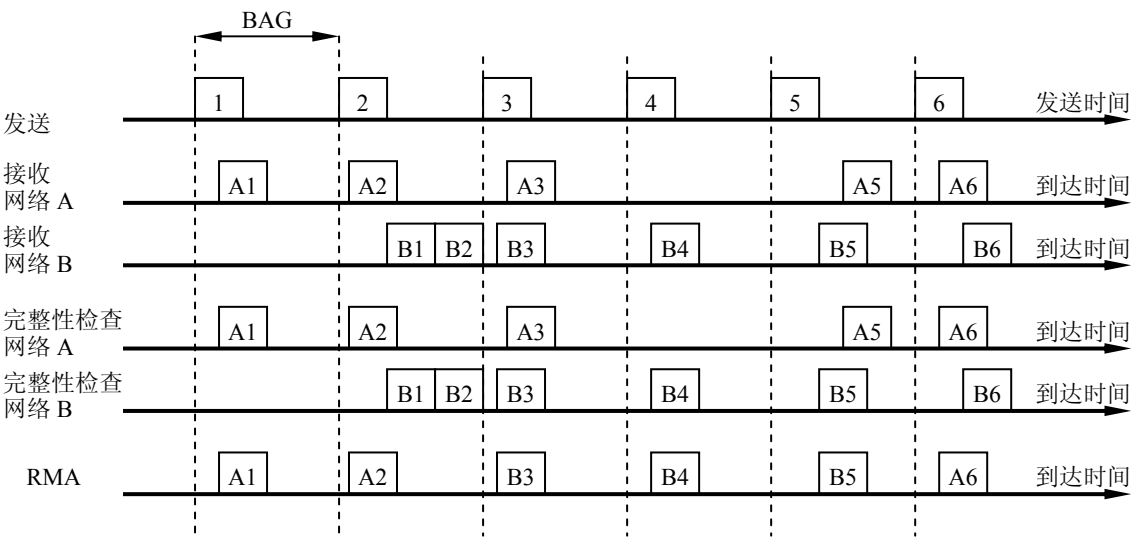 BAG
1 2 3 4 5 6 发送时间
发送
接收
网络 A
A1 A2 A3 A5 A6 到达时间
接收
网络 B
B1 B2 B3 B4 B5 B6 到达时间
完整性检查
网络 A
A1 A2 A3 A5 A6 到达时间
完整性检查
网络 B
B1 B2 B3 B4 B5 B6 到达时间
RMA A1 A2 B3 B4 B5 A6 到达时间